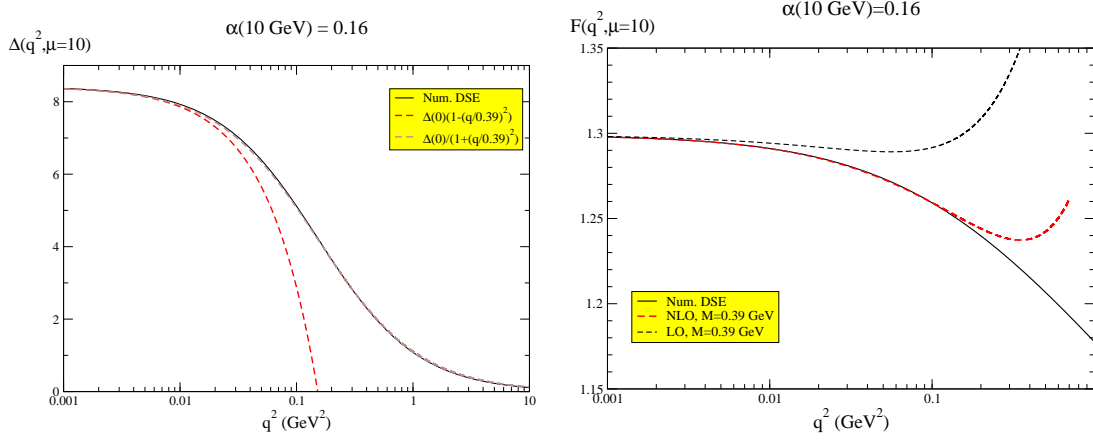 α(10 GeV) = 0.16
Δ(q²,μ=10)
8
6
4
2
0
0.001
0.01
0.1
1
10
q² (GeV²)
Num. DSE
Δ(0)(1-(q/0.39)²)
Δ(0)/(1+(q/0.39)²)
α(10 GeV)=0.16
F(q²,μ=10)
1.35
1.3
1.25
1.2
1.15
0.001
0.01
0.1
q² (GeV²)
Num. DSE
NLO, M=0.39 GeV
LO, M=0.39 GeV